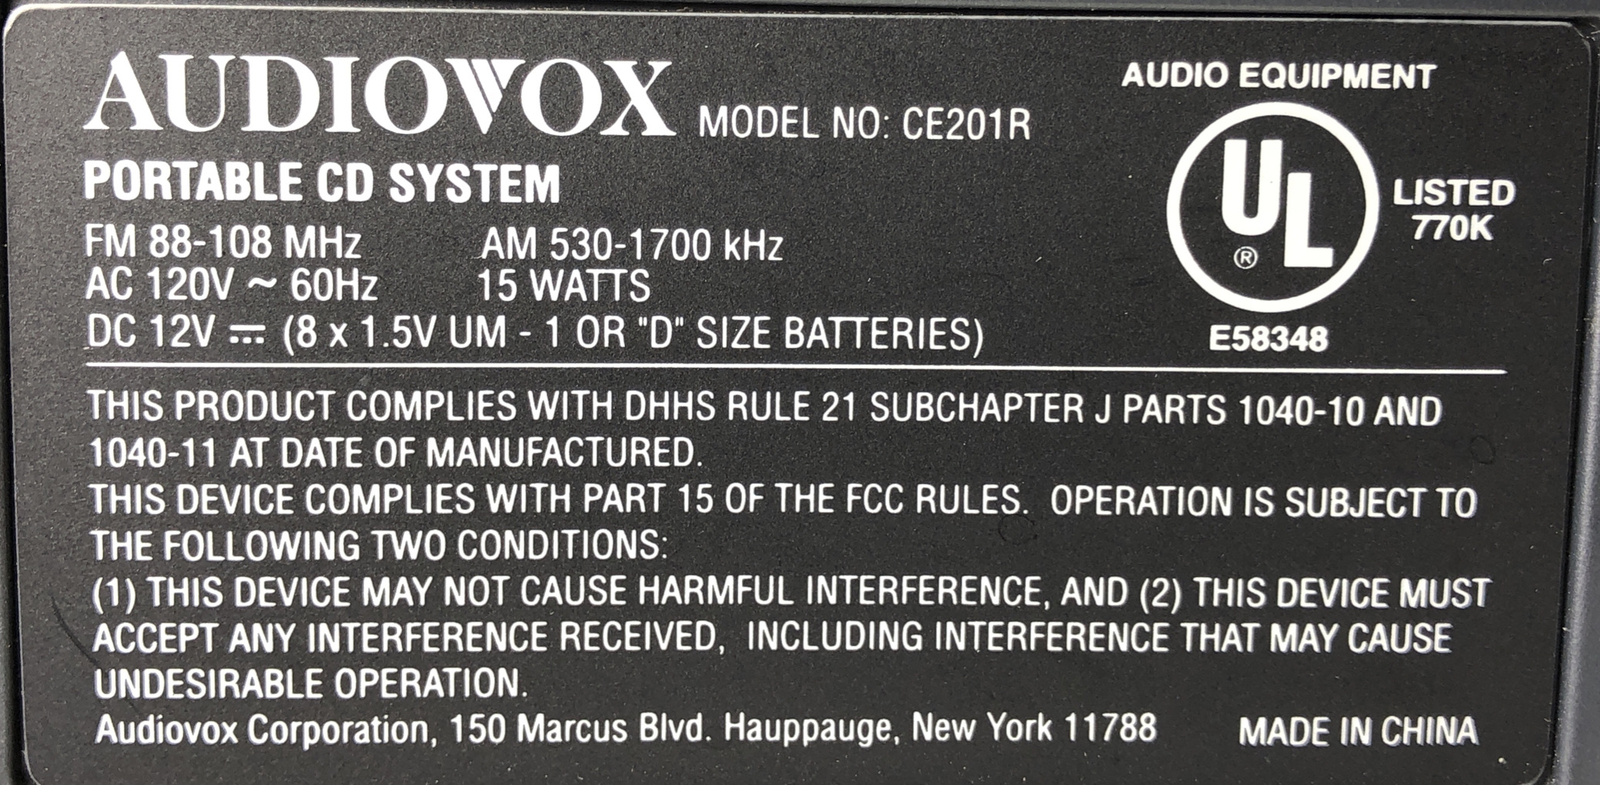 AUDIOVOX MODEL NO: CE201R
PORTABLE CD SYSTEM
FM 88-108 MHz AM 530-1700 kHz
AC 120V ~ 60Hz 15 WATTS
DC 12V ⎓ (8 x 1.5V UM - 1 OR "D" SIZE BATTERIES)
AUDIO EQUIPMENT
UL
®
LISTED
770K
E58348
THIS PRODUCT COMPLIES WITH DHHS RULE 21 SUBCHAPTER J PARTS 1040-10 AND
1040-11 AT DATE OF MANUFACTURED.
THIS DEVICE COMPLIES WITH PART 15 OF THE FCC RULES. OPERATION IS SUBJECT TO
THE FOLLOWING TWO CONDITIONS:
(1) THIS DEVICE MAY NOT CAUSE HARMFUL INTERFERENCE, AND (2) THIS DEVICE MUST
ACCEPT ANY INTERFERENCE RECEIVED, INCLUDING INTERFERENCE THAT MAY CAUSE
UNDESIRABLE OPERATION.
Audiovox Corporation, 150 Marcus Blvd. Hauppauge, New York 11788 MADE IN CHINA